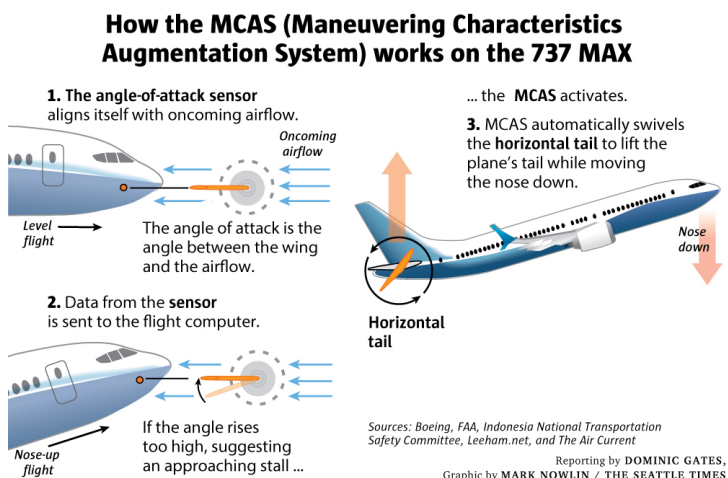 How the MCAS (Maneuvering Characteristics
Augmentation System) works on the 737 MAX
1. The angle-of-attack sensor
aligns itself with oncoming airflow.
Oncoming
airflow
Level
flight
The angle of attack is the
angle between the wing
and the airflow.
2. Data from the sensor
is sent to the flight computer.
Nose-up
flight
If the angle rises
too high, suggesting
an approaching stall ...
... the MCAS activates.
3. MCAS automatically swivels
the horizontal tail to lift the
plane's tail while moving
the nose down.
Nose
down
Horizontal
tail
Sources: Boeing, FAA, Indonesia National Transportation
Safety Committee, Leeham.net, and The Air Current
Reporting by DOMINIC GATES,
Graphic by MARK NOWLIN / THE SEATTLE TIMES